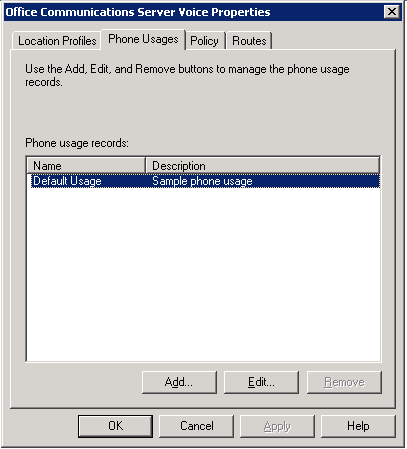 Office Communications Server Voice Properties
Location Profiles Phone Usages Policy Routes
Use the Add, Edit, and Remove buttons to manage the phone usage
records.
Phone usage records:
Name Description
Default Usage Sample phone usage
Add... Edit... Remove
OK Cancel Apply Help